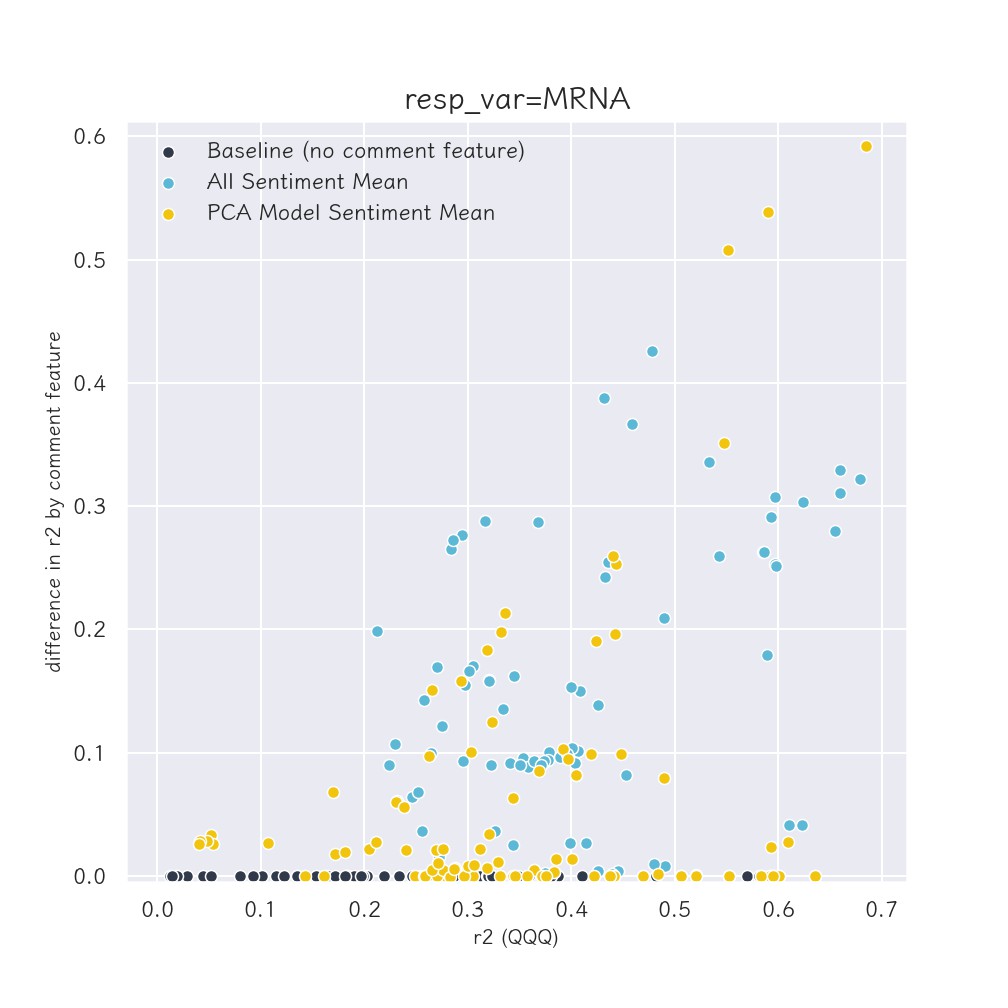 resp_var=MRNA
Baseline (no comment feature)
All Sentiment Mean
PCA Model Sentiment Mean
difference in r2 by comment feature
0.6
0.5
0.4
0.3
0.2
0.1
0.0
0.0 0.1 0.2 0.3 0.4 0.5 0.6 0.7
r2 (QQQ)